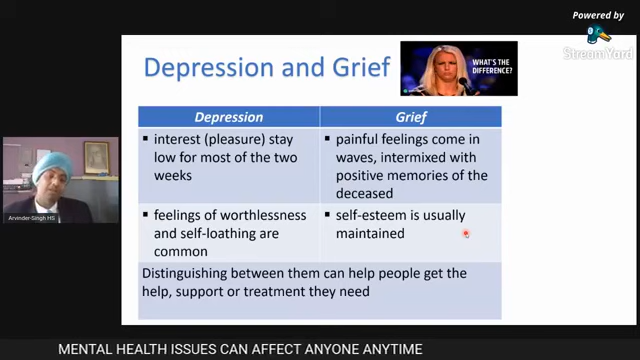 Powered by
StreamYard
Depression and Grief
WHAT'S THE
DIFFERENCE?
Depression
Grief
▪ interest (pleasure) stay
low for most of the two
weeks
▪ painful feelings come in
waves, intermixed with
positive memories of the
deceased
▪ feelings of worthlessness
and self-loathing are
common
▪ self-esteem is usually
maintained
Distinguishing between them can help people get the
help, support or treatment they need
Arvinder-Singh HS
MENTAL HEALTH ISSUES CAN AFFECT ANYONE ANYTIME